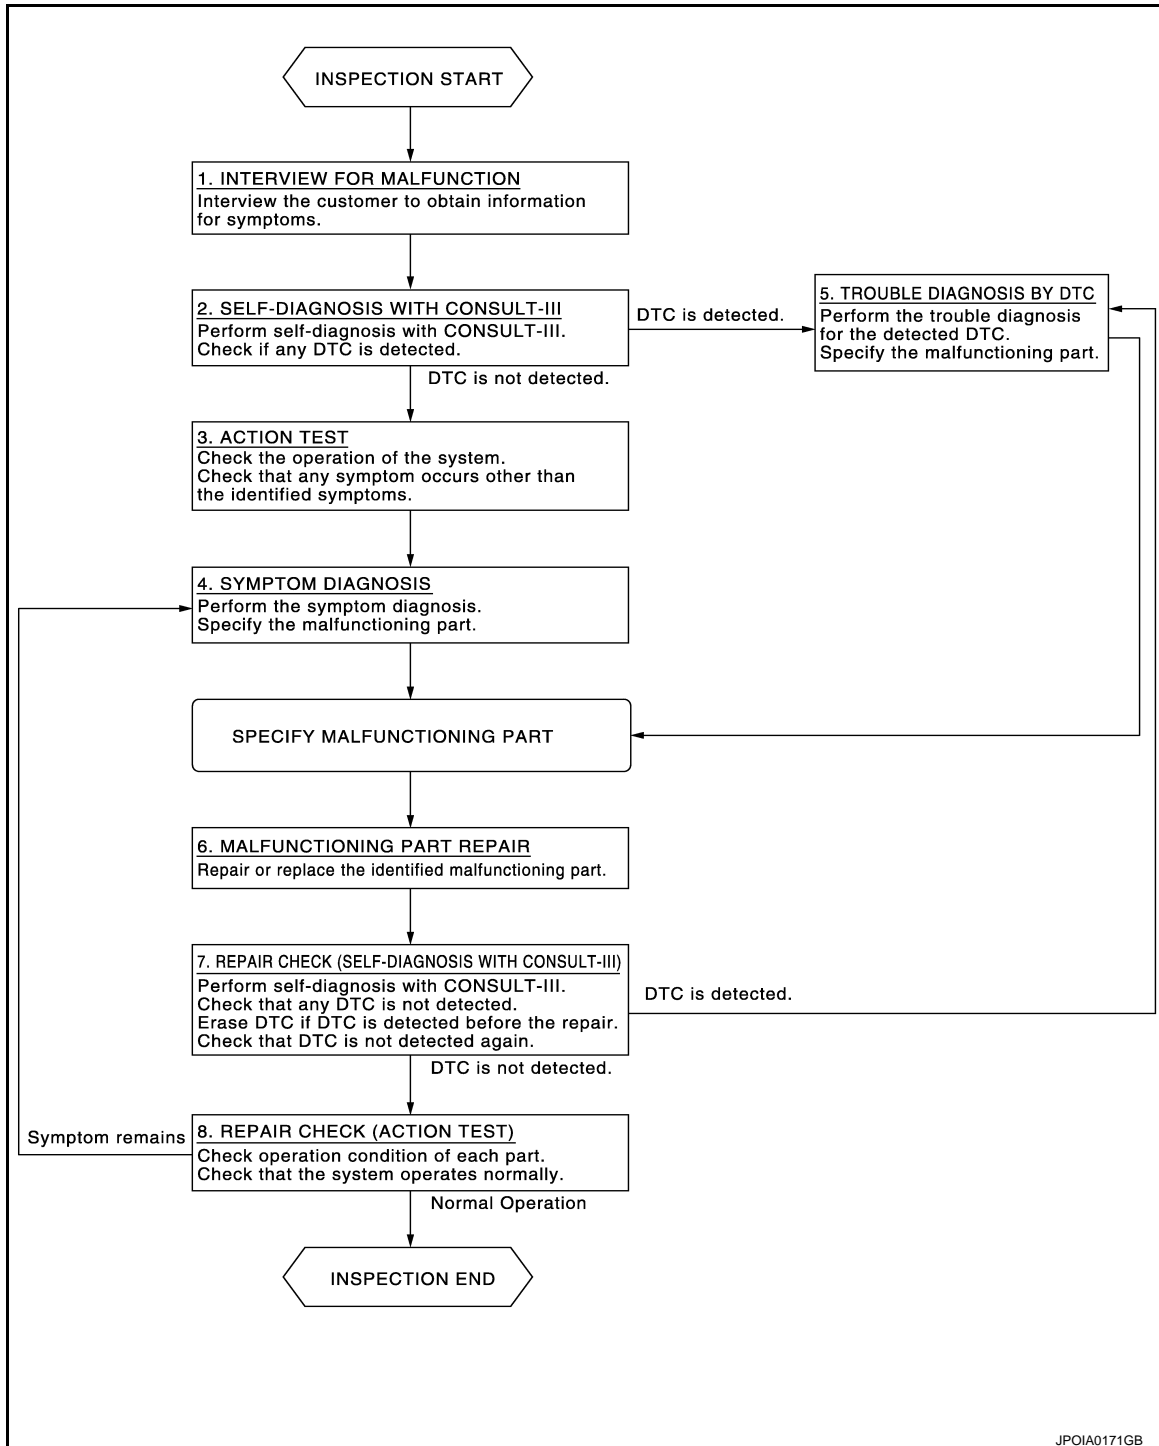 INSPECTION START
1. INTERVIEW FOR MALFUNCTION
Interview the customer to obtain information
for symptoms.
2. SELF-DIAGNOSIS WITH CONSULT-III
Perform self-diagnosis with CONSULT-III.
Check if any DTC is detected.
DTC is detected.
5. TROUBLE DIAGNOSIS BY DTC
Perform the trouble diagnosis
for the detected DTC.
Specify the malfunctioning part.
DTC is not detected.
3. ACTION TEST
Check the operation of the system.
Check that any symptom occurs other than
the identified symptoms.
4. SYMPTOM DIAGNOSIS
Perform the symptom diagnosis.
Specify the malfunctioning part.
SPECIFY MALFUNCTIONING PART
6. MALFUNCTIONING PART REPAIR
Repair or replace the identified malfunctioning part.
7. REPAIR CHECK (SELF-DIAGNOSIS WITH CONSULT-III)
Perform self-diagnosis with CONSULT-III.
Check that any DTC is not detected.
Erase DTC if DTC is detected before the repair.
Check that DTC is not detected again.
DTC is detected.
DTC is not detected.
Symptom remains
8. REPAIR CHECK (ACTION TEST)
Check operation condition of each part.
Check that the system operates normally.
Normal Operation
INSPECTION END
JPOIA0171GB